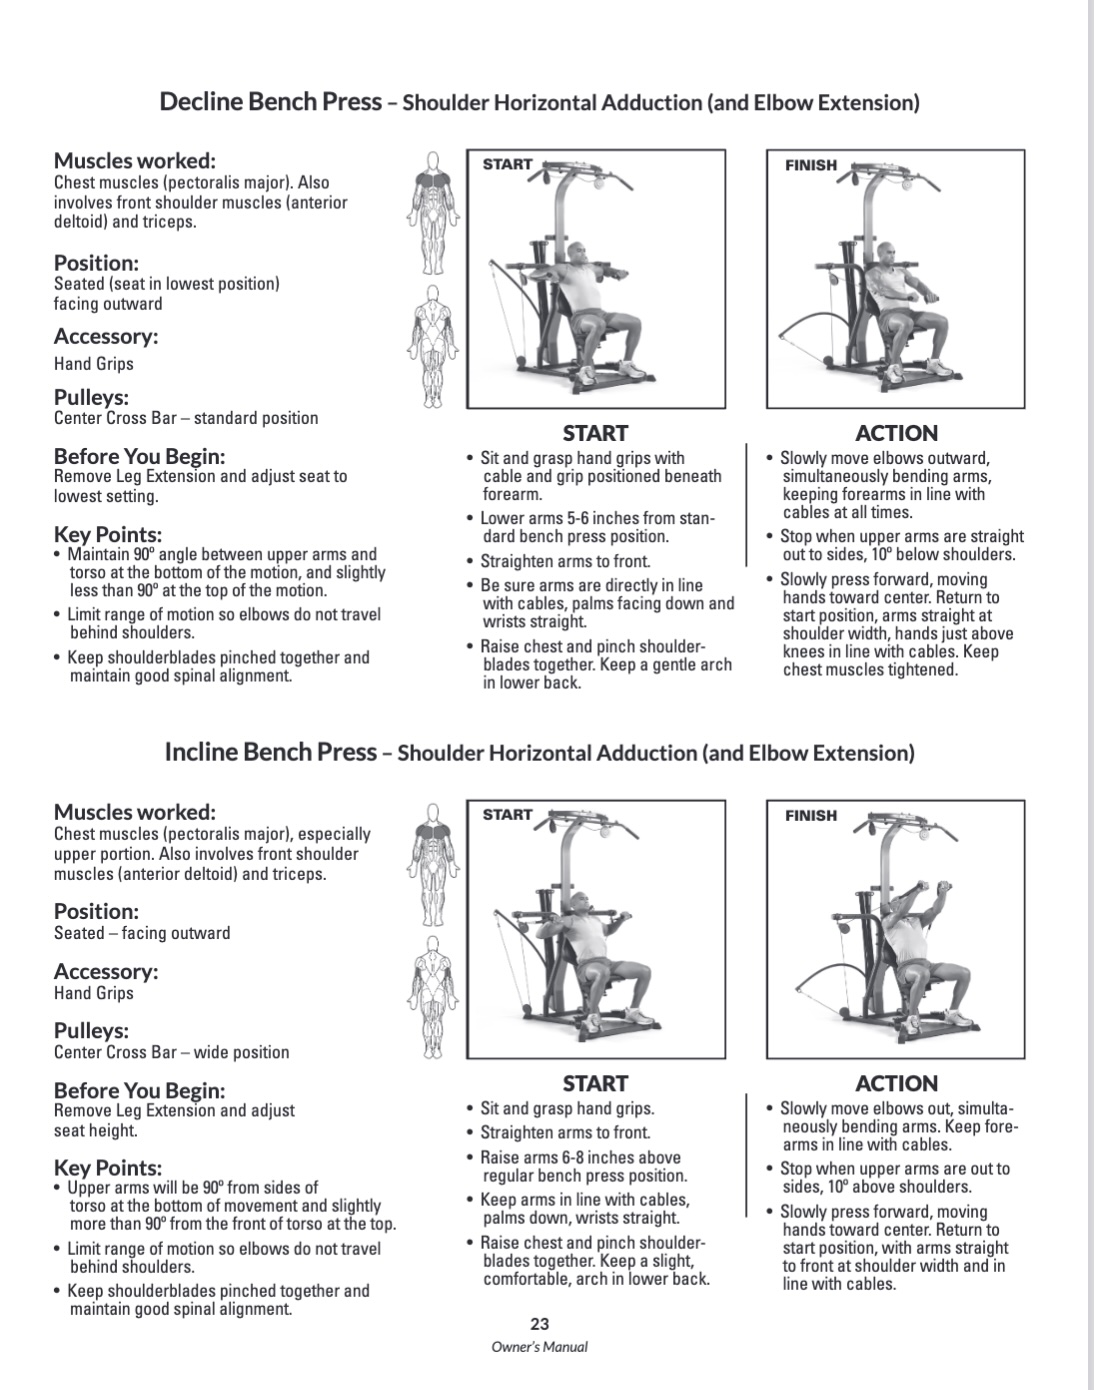 Decline Bench Press – Shoulder Horizontal Adduction (and Elbow Extension)
Muscles worked:
Chest muscles (pectoralis major). Also
involves front shoulder muscles (anterior
deltoid) and triceps.
Position:
Seated (seat in lowest position)
facing outward
Accessory:
Hand Grips
Pulleys:
Center Cross Bar – standard position
Before You Begin:
Remove Leg Extension and adjust seat to
lowest setting.
Key Points:
• Maintain 90º angle between upper arms and
torso at the bottom of the motion, and slightly
less than 90º at the top of the motion.
• Limit range of motion so elbows do not travel
behind shoulders.
• Keep shoulderblades pinched together and
maintain good spinal alignment.
START
FINISH
START
• Sit and grasp hand grips with
cable and grip positioned beneath
forearm.
• Lower arms 5-6 inches from stan-
dard bench press position.
• Straighten arms to front.
• Be sure arms are directly in line
with cables, palms facing down and
wrists straight.
• Raise chest and pinch shoulder-
blades together. Keep a gentle arch
in lower back.
ACTION
• Slowly move elbows outward,
simultaneously bending arms,
keeping forearms in line with
cables at all times.
• Stop when upper arms are straight
out to sides, 10º below shoulders.
• Slowly press forward, moving
hands toward center. Return to
start position, arms straight at
shoulder width, hands just above
knees in line with cables. Keep
chest muscles tightened.
Incline Bench Press – Shoulder Horizontal Adduction (and Elbow Extension)
Muscles worked:
Chest muscles (pectoralis major), especially
upper portion. Also involves front shoulder
muscles (anterior deltoid) and triceps.
Position:
Seated – facing outward
Accessory:
Hand Grips
Pulleys:
Center Cross Bar – wide position
Before You Begin:
Remove Leg Extension and adjust
seat height.
Key Points:
• Upper arms will be 90º from sides of
torso at the bottom of movement and slightly
more than 90º from the front of torso at the top.
• Limit range of motion so elbows do not travel
behind shoulders.
• Keep shoulderblades pinched together and
maintain good spinal alignment.
START
FINISH
START
• Sit and grasp hand grips.
• Straighten arms to front.
• Raise arms 6-8 inches above
regular bench press position.
• Keep arms in line with cables,
palms down, wrists straight.
• Raise chest and pinch shoulder-
blades together. Keep a slight,
comfortable, arch in lower back.
ACTION
• Slowly move elbows out, simulta-
neously bending arms. Keep fore-
arms in line with cables.
• Stop when upper arms are out to
sides, 10º above shoulders.
• Slowly press forward, moving
hands toward center. Return to
start position, with arms straight
to front at shoulder width and in
line with cables.
23
Owner's Manual